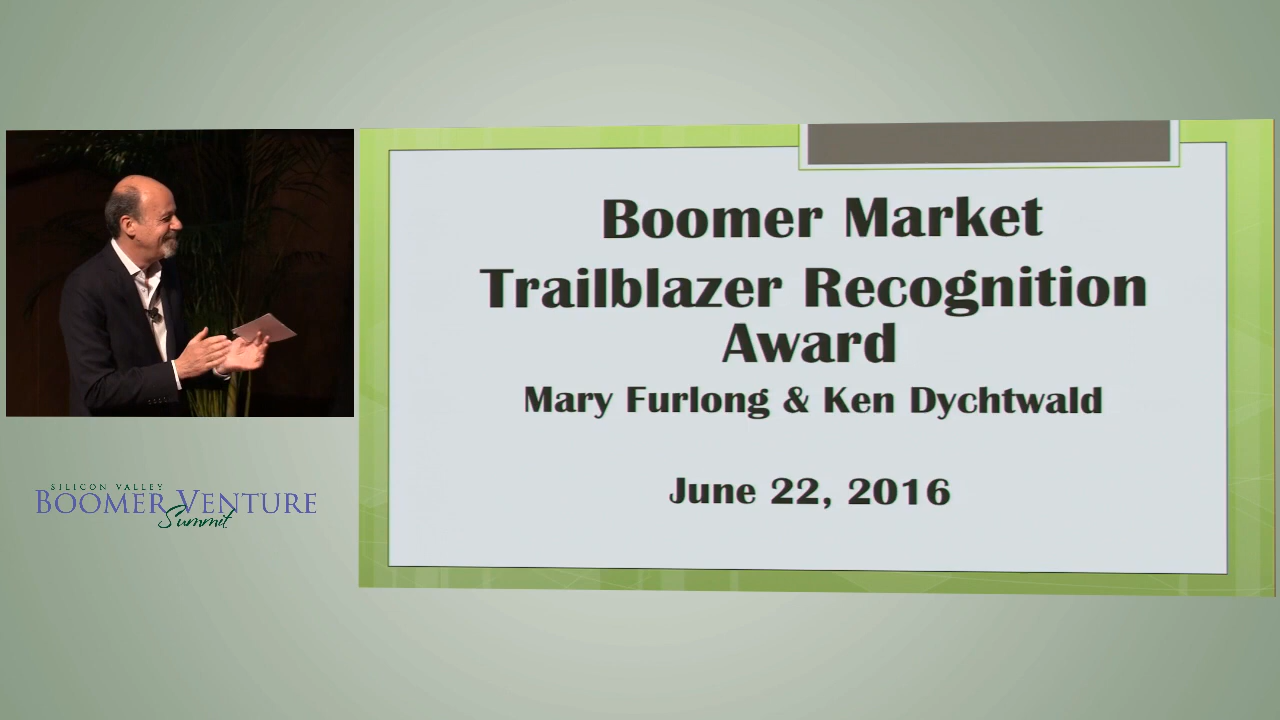 Boomer Market
Trailblazer Recognition
Award
Mary Furlong & Ken Dychtwald
June 22, 2016
SILICON VALLEY
BOOMER VENTURE
Summit